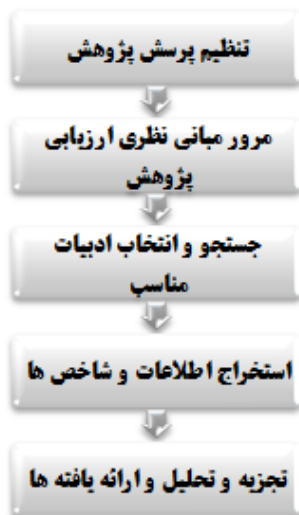 تنظیم پرسش پژوهش
مرور مبانی نظری ارزیابی
پژوهش
جستجو و انتخاب ادبیات
مناسب
استخراج اطلاعات و شاخص ها
تجزیه و تحلیل و ارائه یافته ها